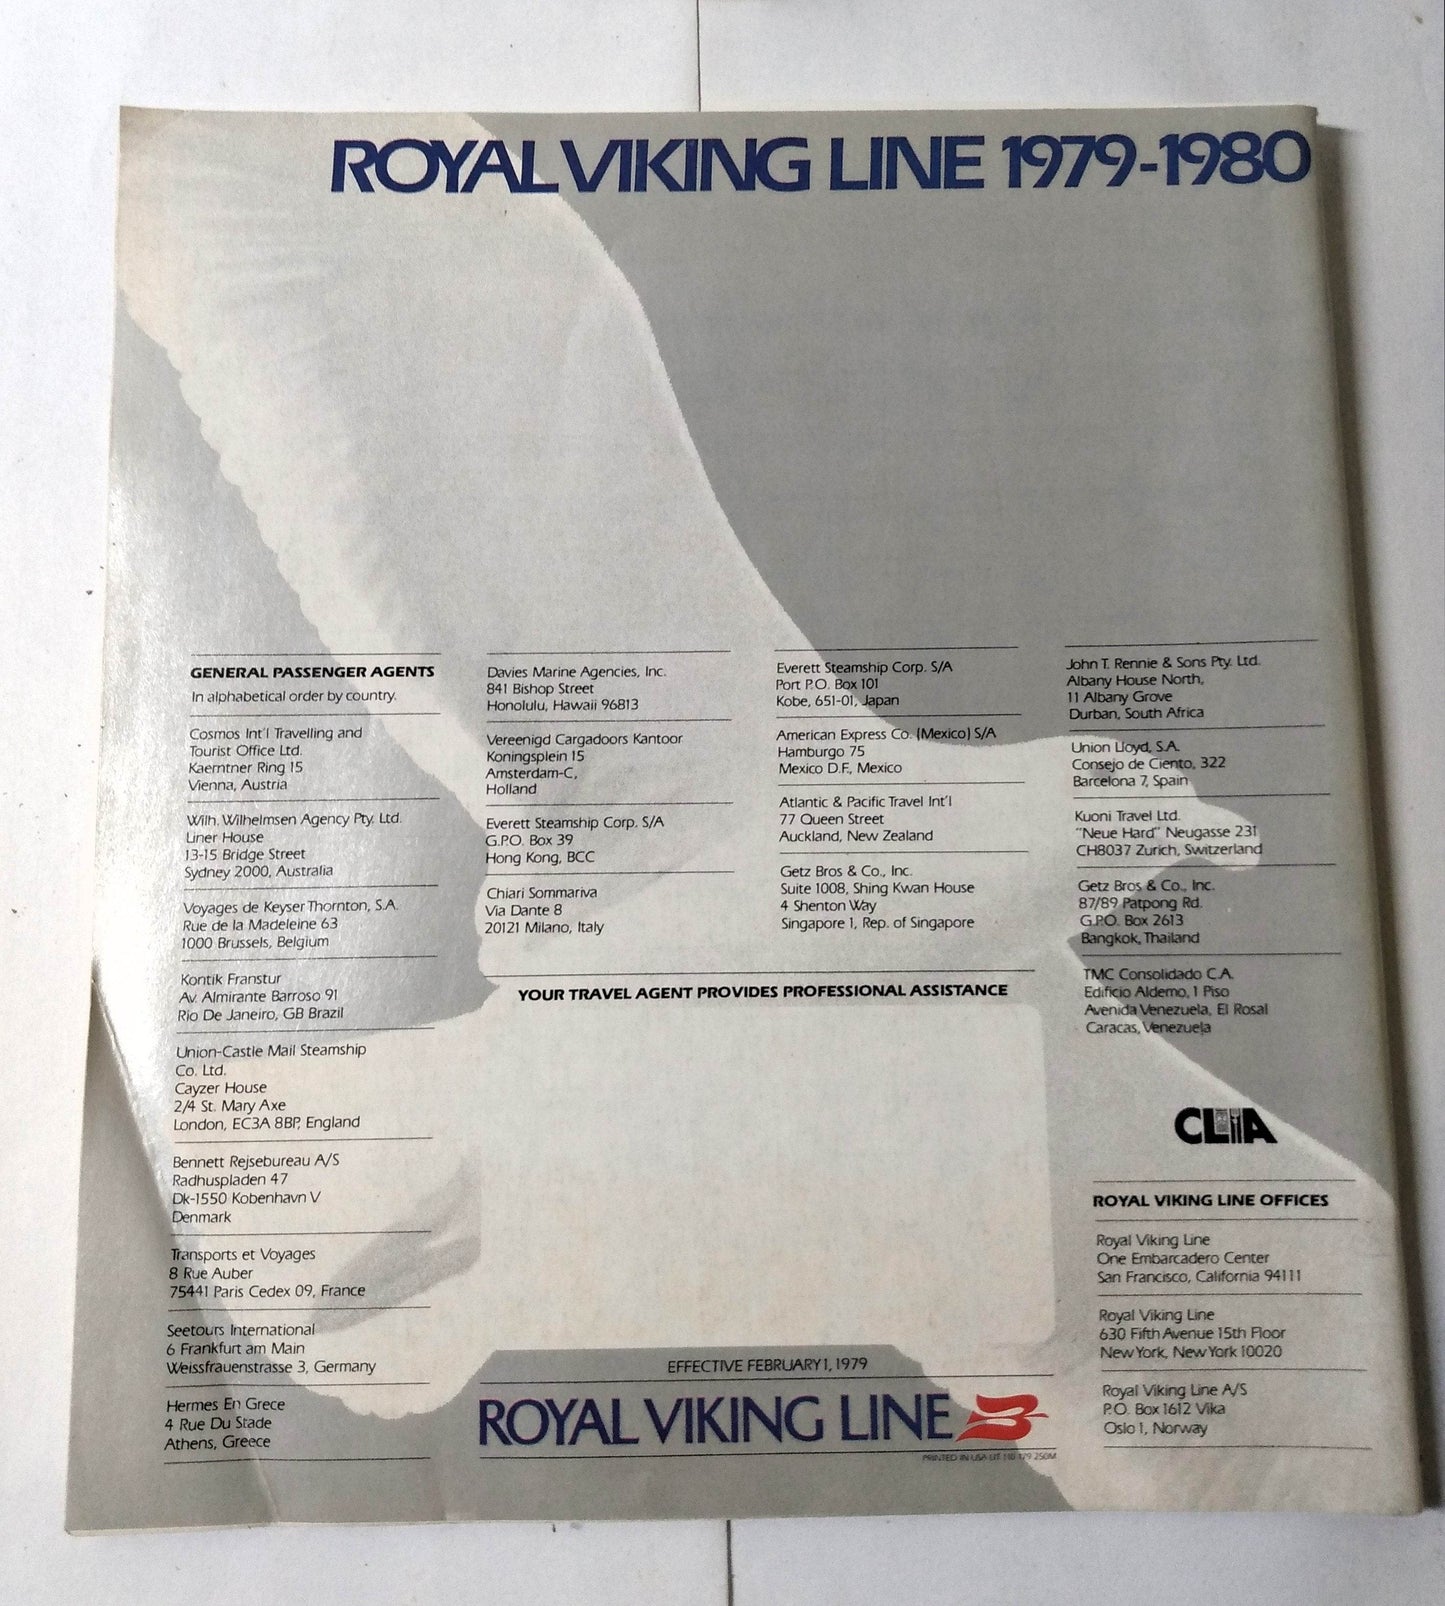 ROYAL VIKING LINE 1979-1980
GENERAL PASSENGER AGENTS
In alphabetical order by country.
Cosmos Int'l Travelling and
Tourist Office Ltd.
Kaerntner Ring 15
Vienna, Austria
Wilh. Wilhelmsen Agency Pty. Ltd.
Liner House
13-15 Bridge Street
Sydney 2000, Australia
Voyages de Keyser Thornton, S.A.
Rue de la Madeleine 63
1000 Brussels, Belgium
Kontik Franstur
Av. Almirante Barroso 91
Rio De Janeiro, GB Brazil
Union-Castle Mail Steamship
Co. Ltd.
Cayzer House
2/4 St. Mary Axe
London, EC3A 8BP, England
Bennett Rejsebureau A/S
Radhuspladen 47
Dk-1550 Kobenhavn V
Denmark
Transports et Voyages
8 Rue Auber
75441 Paris Cedex 09, France
Seetours International
6 Frankfurt am Main
Weissfrauenstrasse 3, Germany
Hermes En Grece
4 Rue Du Stade
Athens, Greece
Davies Marine Agencies, Inc.
841 Bishop Street
Honolulu, Hawaii 96813
Vereenigd Cargadoors Kantoor
Koningsplein 15
Amsterdam-C,
Holland
Everett Steamship Corp. S/A
G.P.O. Box 39
Hong Kong, BCC
Chiari Sommariva
Via Dante 8
20121 Milano, Italy
Everett Steamship Corp. S/A
Port P.O. Box 101
Kobe, 651-01, Japan
American Express Co. (Mexico) S/A
Hamburgo 75
Mexico D.F., Mexico
Atlantic & Pacific Travel Int'l
77 Queen Street
Auckland, New Zealand
Getz Bros & Co., Inc.
Suite 1008, Shing Kwan House
4 Shenton Way
Singapore 1, Rep. of Singapore
John T. Rennie & Sons Pty. Ltd.
Albany House North,
11 Albany Grove
Durban, South Africa
Union Lloyd, S.A.
Consejo de Ciento, 322
Barcelona 7, Spain
Kuoni Travel Ltd.
"Neue Hard" Neugasse 231
CH8037 Zurich, Switzerland
Getz Bros & Co., Inc.
87/89 Patpong Rd.
G.P.O. Box 2613
Bangkok, Thailand
TMC Consolidado C.A.
Edificio Aldemo, 1 Piso
Avenida Venezuela, El Rosal
Caracas, Venezuela
YOUR TRAVEL AGENT PROVIDES PROFESSIONAL ASSISTANCE
CLIA
ROYAL VIKING LINE OFFICES
Royal Viking Line
One Embarcadero Center
San Francisco, California 94111
Royal Viking Line
630 Fifth Avenue 15th Floor
New York, New York 10020
Royal Viking Line A/S
P.O. Box 1612 Vika
Oslo 1, Norway
EFFECTIVE FEBRUARY 1, 1979
ROYAL VIKING LINE
PRINTED IN USA LIT 110 179 250M